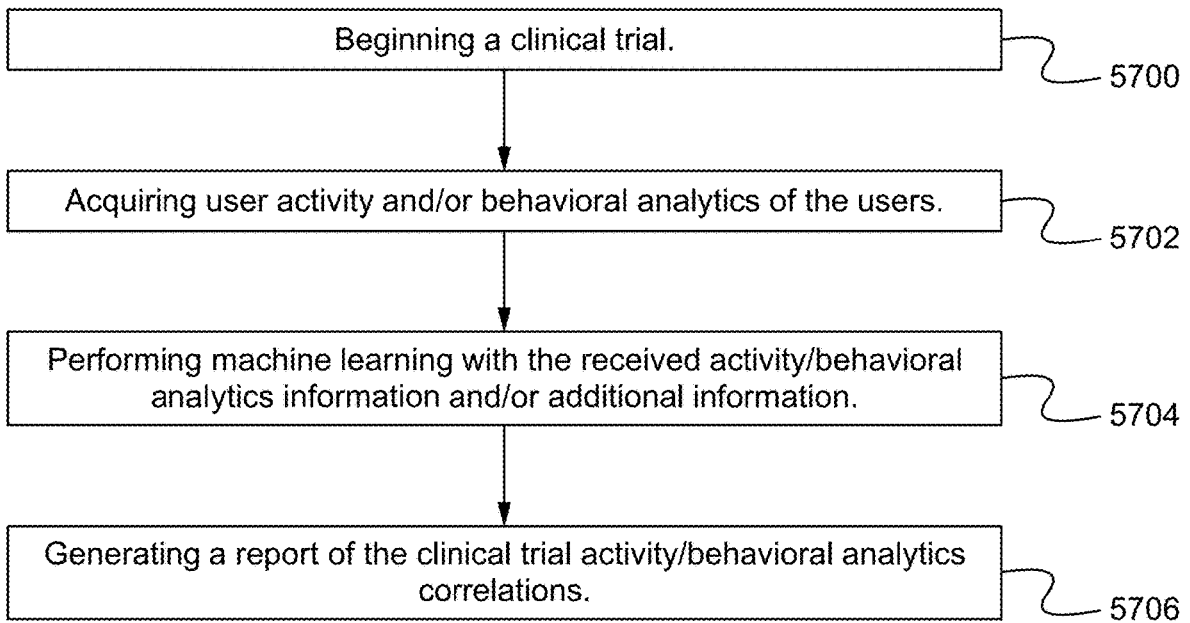 Beginning a clinical trial.
5700
Acquiring user activity and/or behavioral analytics of the users.
5702
Performing machine learning with the received activity/behavioral
analytics information and/or additional information.
5704
Generating a report of the clinical trial activity/behavioral analytics
correlations.
5706